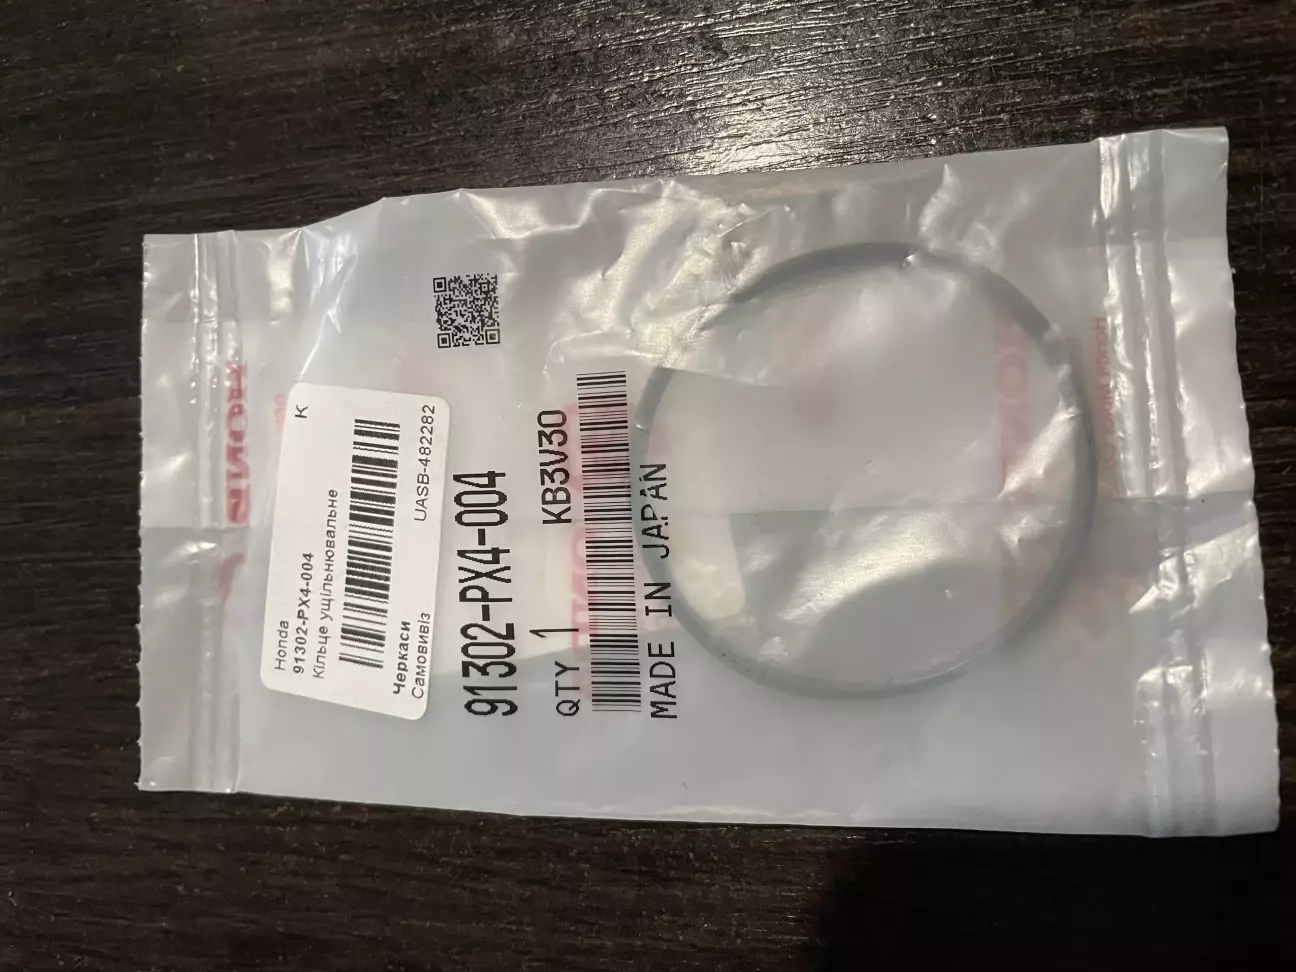 Honda
91302-PX4-004
Кільце ущільнювальне
К
Черкаси
Самовивіз
UASB-482282
91302-PX4-004
QTY 1 KB3V30
MADE IN JAPAN